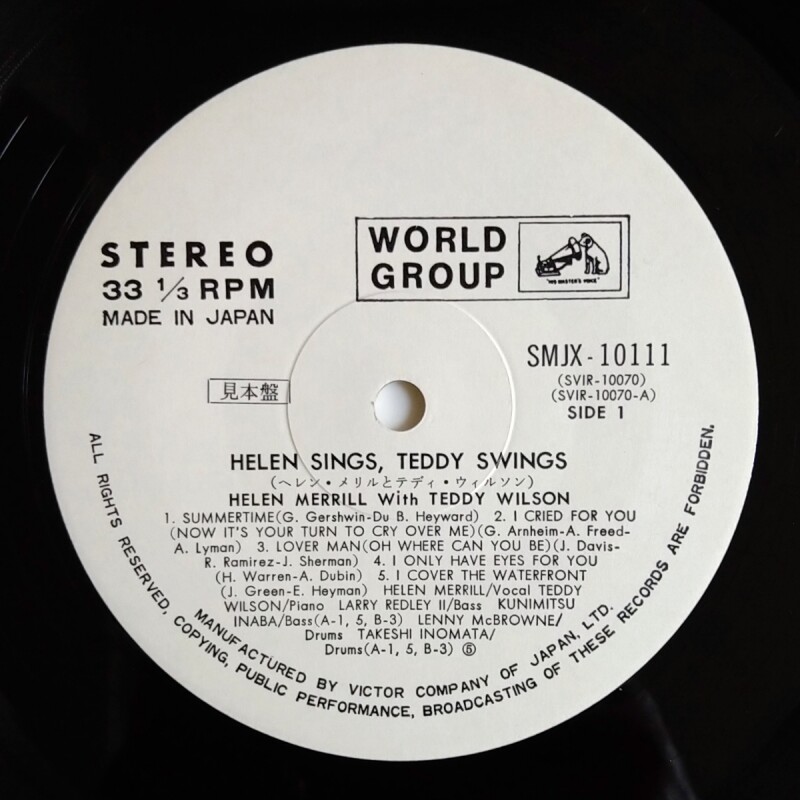 STEREO
33 1/3 RPM
MADE IN JAPAN
WORLD
GROUP
"HIS MASTER'S VOICE"
SMJX-10111
(SVIR-10070)
(SVIR-10070-A)
SIDE 1
見本盤
HELEN SINGS, TEDDY SWINGS
(ヘレン・メリルとテディ・ウィルソン)
HELEN MERRILL With TEDDY WILSON
1. SUMMERTIME(G. Gershwin-Du B. Heyward) 2. I CRIED FOR YOU
(NOW IT'S YOUR TURN TO CRY OVER ME)(G. Arnheim-A. Freed-
A. Lyman) 3. LOVER MAN(OH WHERE CAN YOU BE)(J. Davis-
R. Ramirez-J. Sherman) 4. I ONLY HAVE EYES FOR YOU
(H. Warren-A. Dubin) 5. I COVER THE WATERFRONT
(J. Green-E. Heyman) HELEN MERRILL/Vocal TEDDY
WILSON/Piano LARRY REDLEY II/Bass KUNIMITSU
INABA/Bass(A-1, 5, B-3) LENNY McBROWNE/
Drums TAKESHI INOMATA/
Drums(A-1, 5, B-3)
MANUFACTURED BY VICTOR COMPANY OF JAPAN, LTD.
ALL RIGHTS RESERVED, COPYING, PUBLIC PERFORMANCE, BROADCASTING OF THESE RECORDS ARE FORBIDDEN.